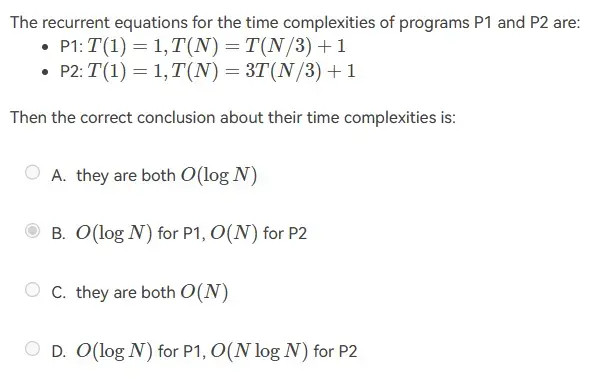 The recurrent equations for the time complexities of programs P1 and P2 are:
• P1: T(1) = 1, T(N) = T(N/3) + 1
• P2: T(1) = 1, T(N) = 3T(N/3) + 1
Then the correct conclusion about their time complexities is:
A. they are both O(log N)
B. O(log N) for P1, O(N) for P2
C. they are both O(N)
D. O(log N) for P1, O(N log N) for P2